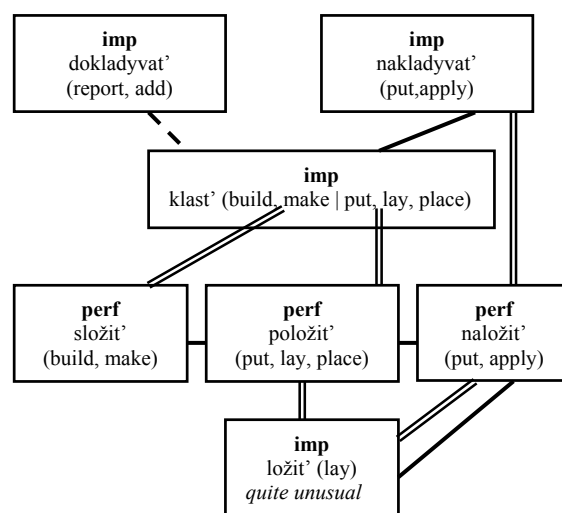 imp
dokladyvat’
(report, add)
imp
nakladyvat’
(put,apply)
imp
klast’ (build, make | put, lay, place)
perf
složit’
(build, make)
perf
položit’
(put, lay, place)
perf
naložit’
(put, apply)
imp
ložit’ (lay)
quite unusual